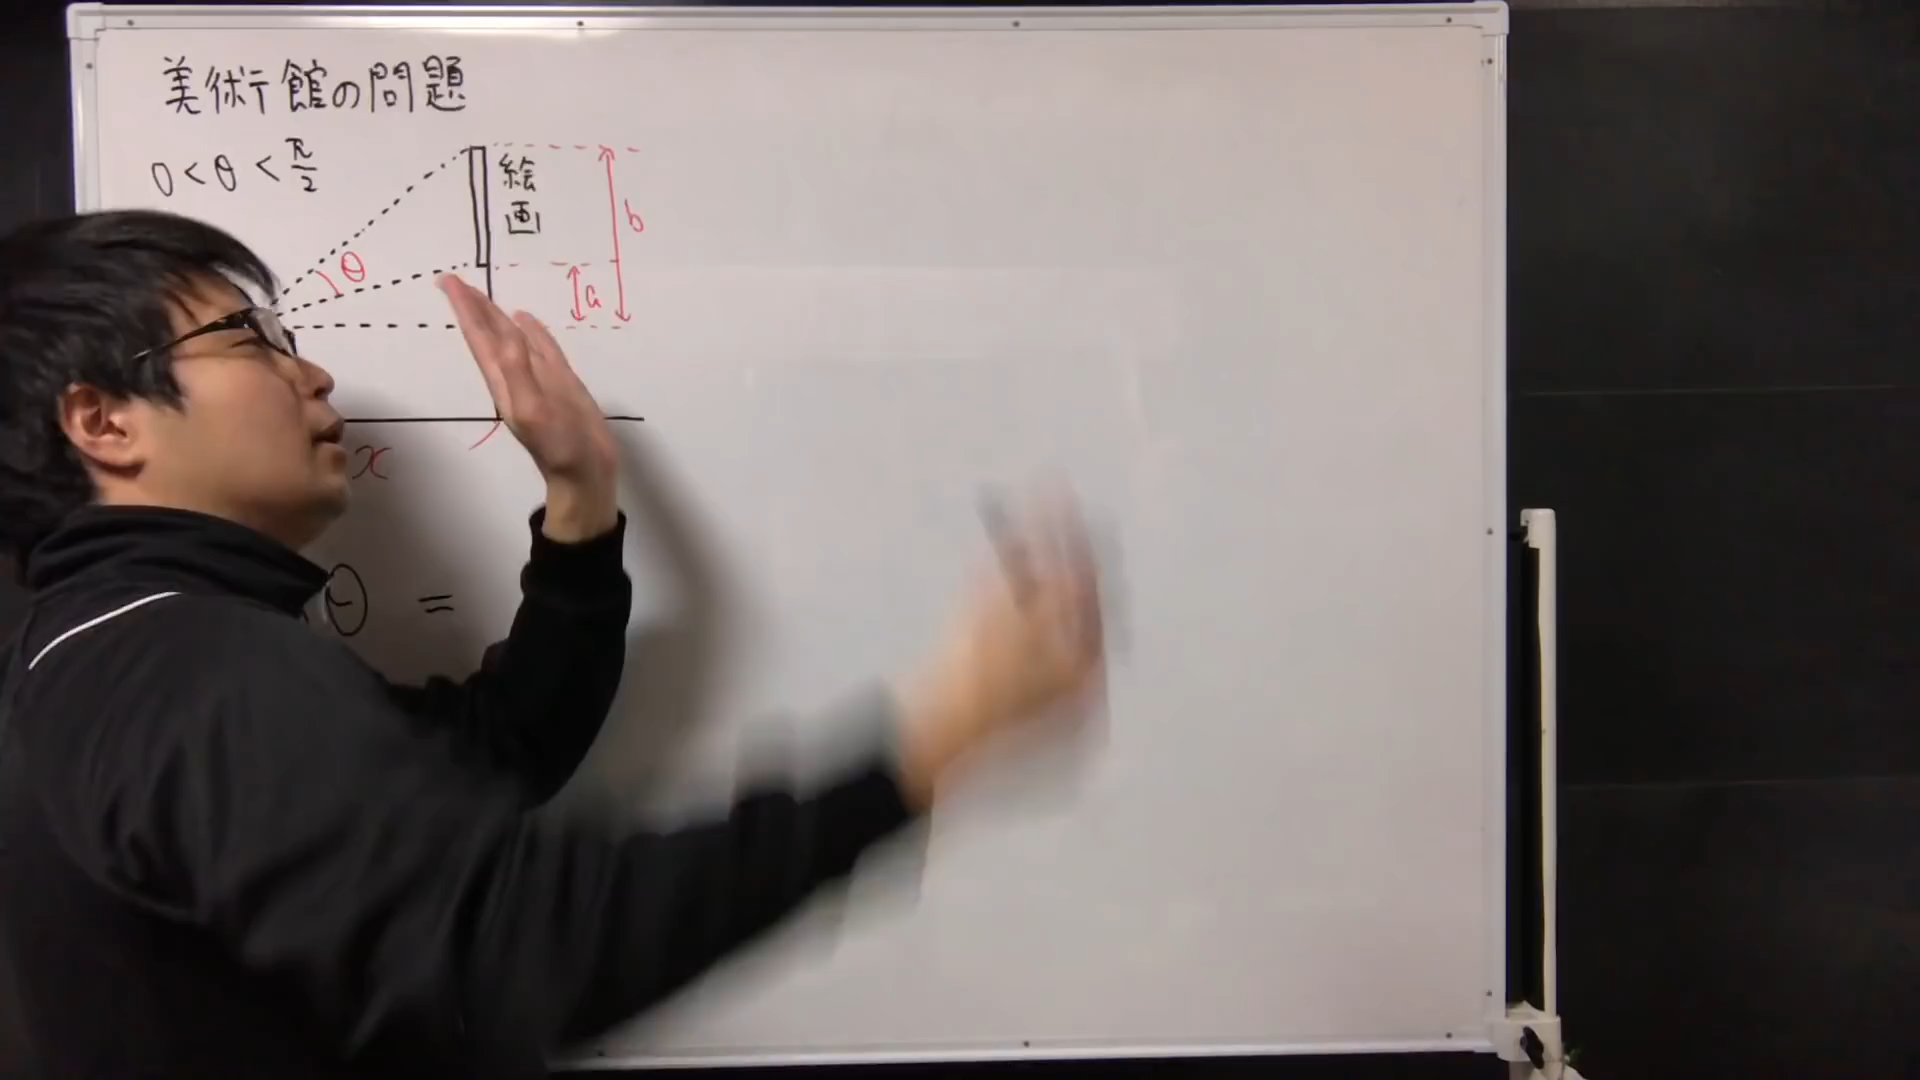 美術館の問題
0 < θ < π/2
絵画
b
θ
a
x
θ =